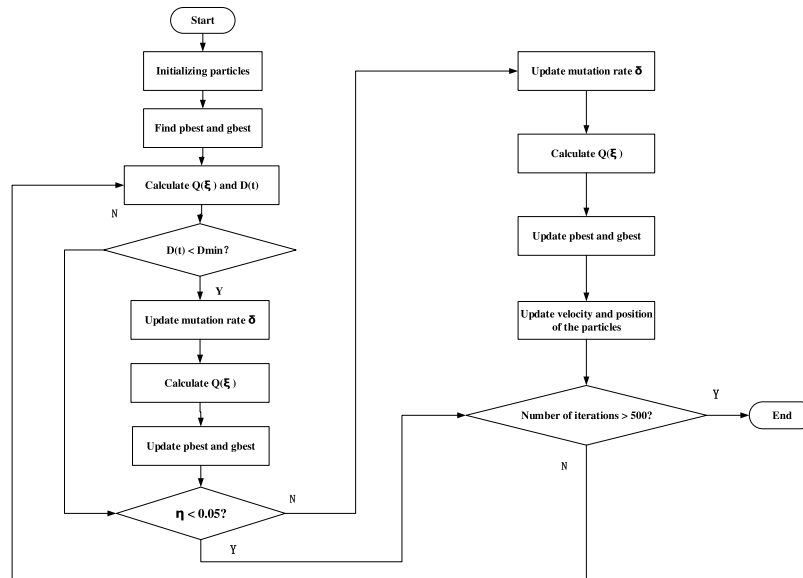 Start
Initializing particles
Find pbest and gbest
Calculate Q(ξ) and D(t)
N
D(t) < Dmin?
Y
Update mutation rate δ
Calculate Q(ξ)
Update pbest and gbest
η < 0.05?
N
Y
Update mutation rate δ
Calculate Q(ξ)
Update pbest and gbest
Update velocity and position
of the particles
Number of iterations > 500?
Y
End
N